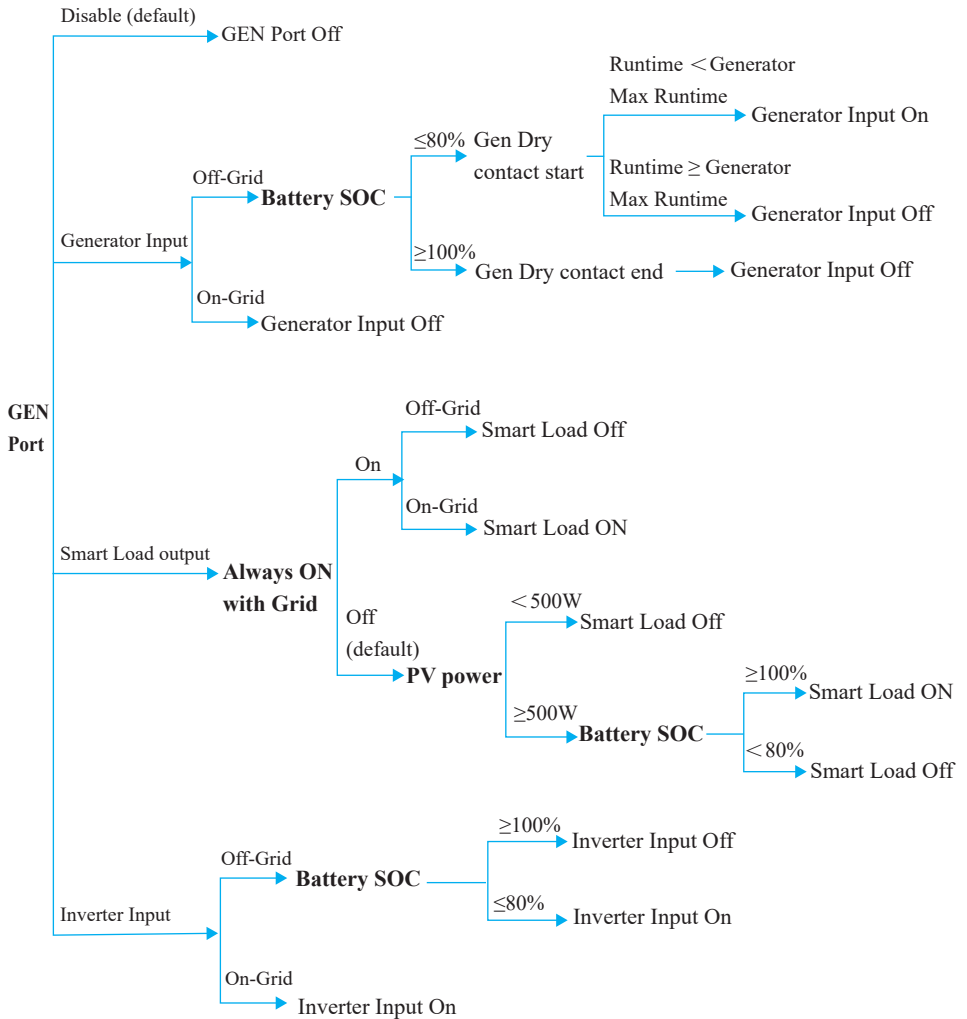 Disable (default)
GEN Port Off
Runtime ＜Generator
Max Runtime
Generator Input On
≤80%
Gen Dry
contact start
Runtime ≥ Generator
Max Runtime
Generator Input Off
Off-Grid
Battery SOC
Generator Input
≥100%
Gen Dry contact end
Generator Input Off
On-Grid
Generator Input Off
GEN
Port
Off-Grid
Smart Load Off
On
On-Grid
Smart Load ON
Smart Load output
Always ON
with Grid
Off
(default)
＜500W
Smart Load Off
PV power
≥500W
Battery SOC
≥100%
Smart Load ON
＜80%
Smart Load Off
≥100%
Inverter Input Off
Off-Grid
Battery SOC
≤80%
Inverter Input On
Inverter Input
On-Grid
Inverter Input On